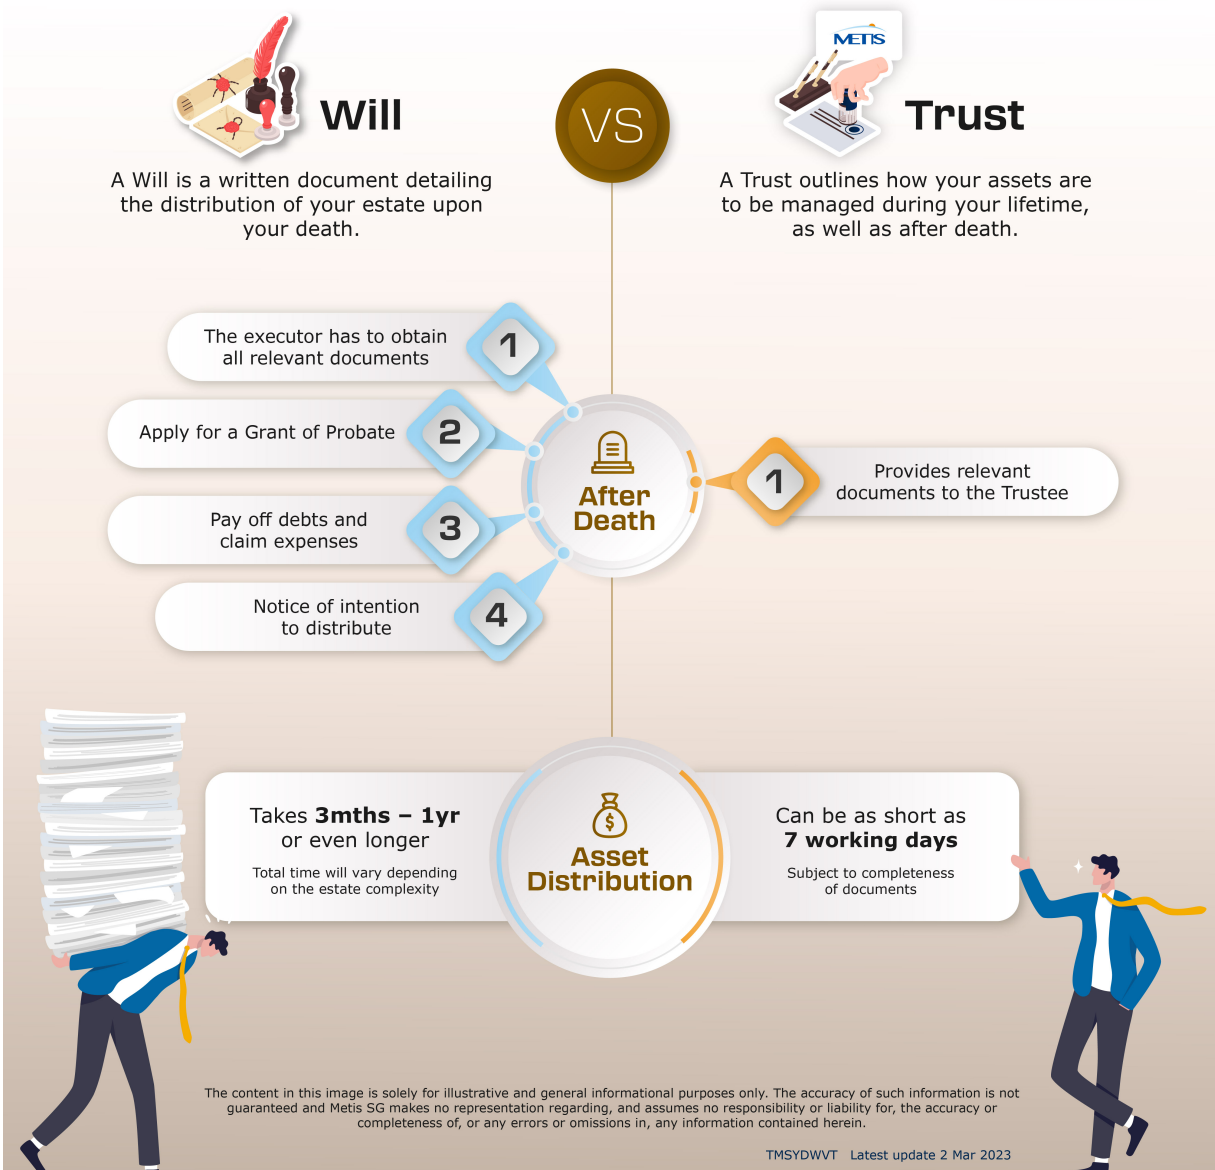 METIS
Will
VS
Trust
A Will is a written document detailing
the distribution of your estate upon
your death.
A Trust outlines how your assets are
to be managed during your lifetime,
as well as after death.
The executor has to obtain
all relevant documents
1
Apply for a Grant of Probate
2
Pay off debts and
claim expenses
3
Notice of intention
to distribute
4
After
Death
1
Provides relevant
documents to the Trustee
Takes 3mths – 1yr
or even longer
Total time will vary depending
on the estate complexity
$
Asset
Distribution
Can be as short as
7 working days
Subject to completeness
of documents
The content in this image is solely for illustrative and general informational purposes only. The accuracy of such information is not
guaranteed and Metis SG makes no representation regarding, and assumes no responsibility or liability for, the accuracy or
completeness of, or any errors or omissions in, any information contained herein.
TMSYDWVT Latest update 2 Mar 2023